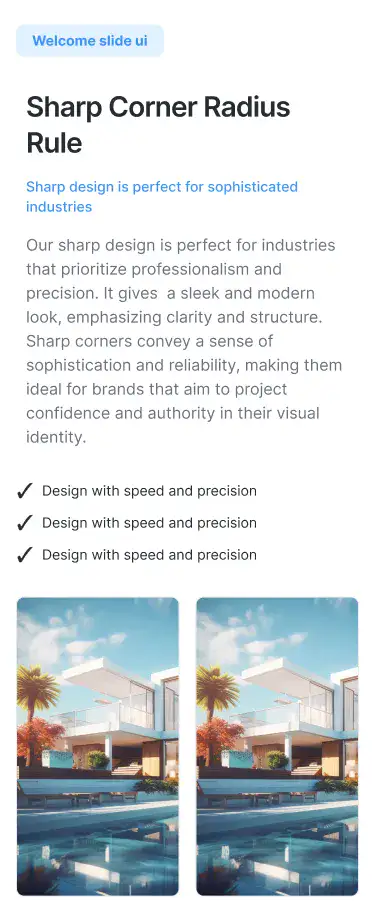 Welcome slide ui
Sharp Corner Radius
Rule
Sharp design is perfect for sophisticated
industries
Our sharp design is perfect for industries
that prioritize professionalism and
precision. It gives  a sleek and modern
look, emphasizing clarity and structure.
Sharp corners convey a sense of
sophistication and reliability, making them
ideal for brands that aim to project
confidence and authority in their visual
identity.
✓ Design with speed and precision
✓ Design with speed and precision
✓ Design with speed and precision